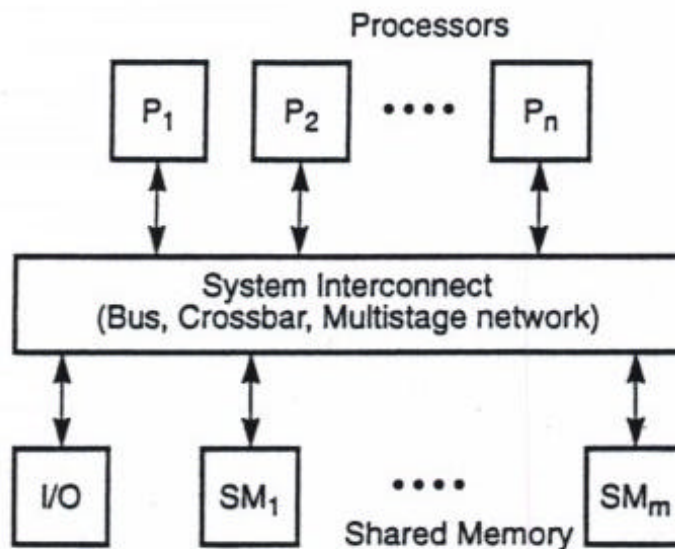 Processors
P1 P2 •••• Pn
System Interconnect
(Bus, Crossbar, Multistage network)
I/O SM1 •••• SMm
Shared Memory